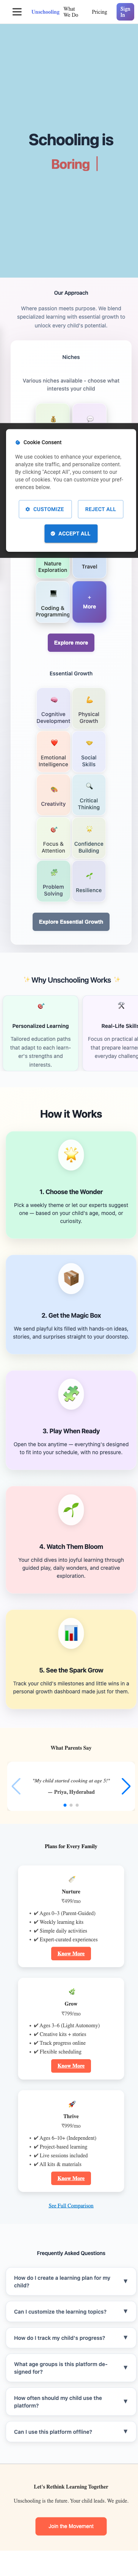 Unschooling
What
We Do
Pricing
Sign
In
Schooling is
Boring |
Our Approach
Where passion meets purpose. We blend
specialized learning with essential growth to
unlock every child's potential.
Niches
Various niches available - choose what
interests your child
Cookie Consent
We use cookies to enhance your experience,
analyze site traffic, and personalize content.
By clicking "Accept All", you consent to our
use of cookies. You can manage your pref-
erences below.
CUSTOMIZE
REJECT ALL
ACCEPT ALL
Nature
Exploration
Travel
Coding &
Programming
+
More
Explore more
Essential Growth
Cognitive
Development
Physical
Growth
Emotional
Intelligence
Social
Skills
Creativity
Critical
Thinking
Focus &
Attention
Confidence
Building
Problem
Solving
Resilience
Explore Essential Growth
✨Why Unschooling Works ✨
Personalized Learning
Tailored education paths
that adapt to each learn-
er's strengths and
interests.
Real-Life Skills
Focus on practical a
that prepare learner
everyday challeng
How it Works
1. Choose the Wonder
Pick a weekly theme or let our experts suggest
one — based on your child's age, mood, or
curiosity.
2. Get the Magic Box
We send playful kits filled with hands-on ideas,
stories, and surprises straight to your doorstep.
3. Play When Ready
Open the box anytime — everything's designed
to fit into your schedule, with no pressure.
4. Watch Them Bloom
Your child dives into joyful learning through
guided play, daily wonders, and creative
exploration.
5. See the Spark Grow
Track your child's milestones and little wins in a
personal growth dashboard made just for them.
What Parents Say
"My child started cooking at age 5!"
— Priya, Hyderabad
Plans for Every Family
Nurture
₹499/mo
• ✔ Ages 0–3 (Parent-Guided)
• ✔ Weekly learning kits
• ✔ Simple daily activities
• ✔ Expert-curated experiences
Know More
Grow
₹799/mo
• ✔ Ages 3–6 (Light Autonomy)
• ✔ Creative kits + stories
• ✔ Track progress online
• ✔ Flexible scheduling
Know More
Thrive
₹999/mo
• ✔ Ages 6–10+ (Independent)
• ✔ Project-based learning
• ✔ Live sessions included
• ✔ All kits & materials
Know More
See Full Comparison
Frequently Asked Questions
How do I create a learning plan for my
child?
Can I customize the learning topics?
How do I track my child's progress?
What age groups is this platform de-
signed for?
How often should my child use the
platform?
Can I use this platform offline?
Let's Rethink Learning Together
Unschooling is the future. Your child leads. We guide.
Join the Movement